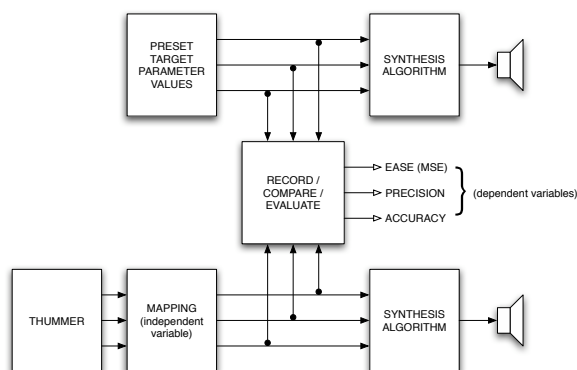 PRESET
TARGET
PARAMETER
VALUES
SYNTHESIS
ALGORITHM
RECORD /
COMPARE /
EVALUATE
EASE (MSE)
PRECISION
ACCURACY
(dependent variables)
THUMMER
MAPPING
(independent
variable)
SYNTHESIS
ALGORITHM